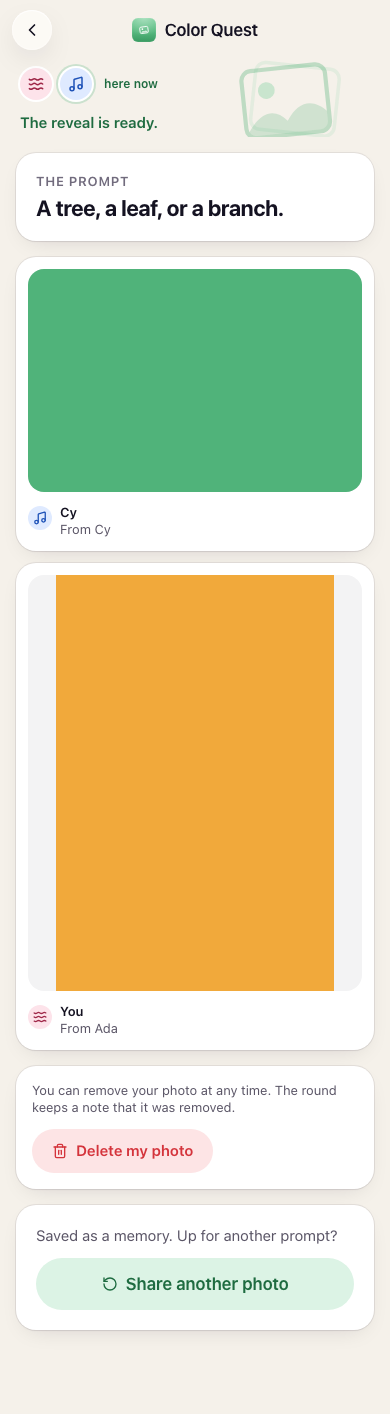 Color Quest
here now
The reveal is ready.
THE PROMPT
A tree, a leaf, or a branch.
Cy
From Cy
You
From Ada
You can remove your photo at any time. The round
keeps a note that it was removed.
Delete my photo
Saved as a memory. Up for another prompt?
Share another photo